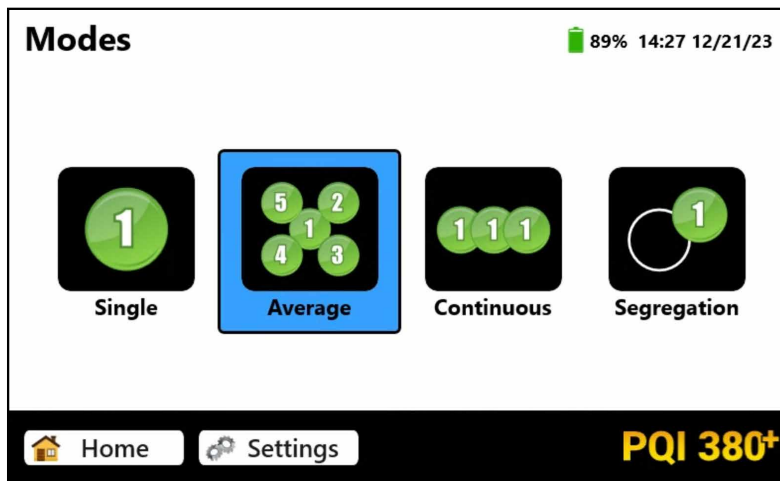 Modes
89% 14:27 12/21/23
1
5 2
1
4 3
1 1 1
1
Single
Average
Continuous
Segregation
Home
Settings
PQI 380+